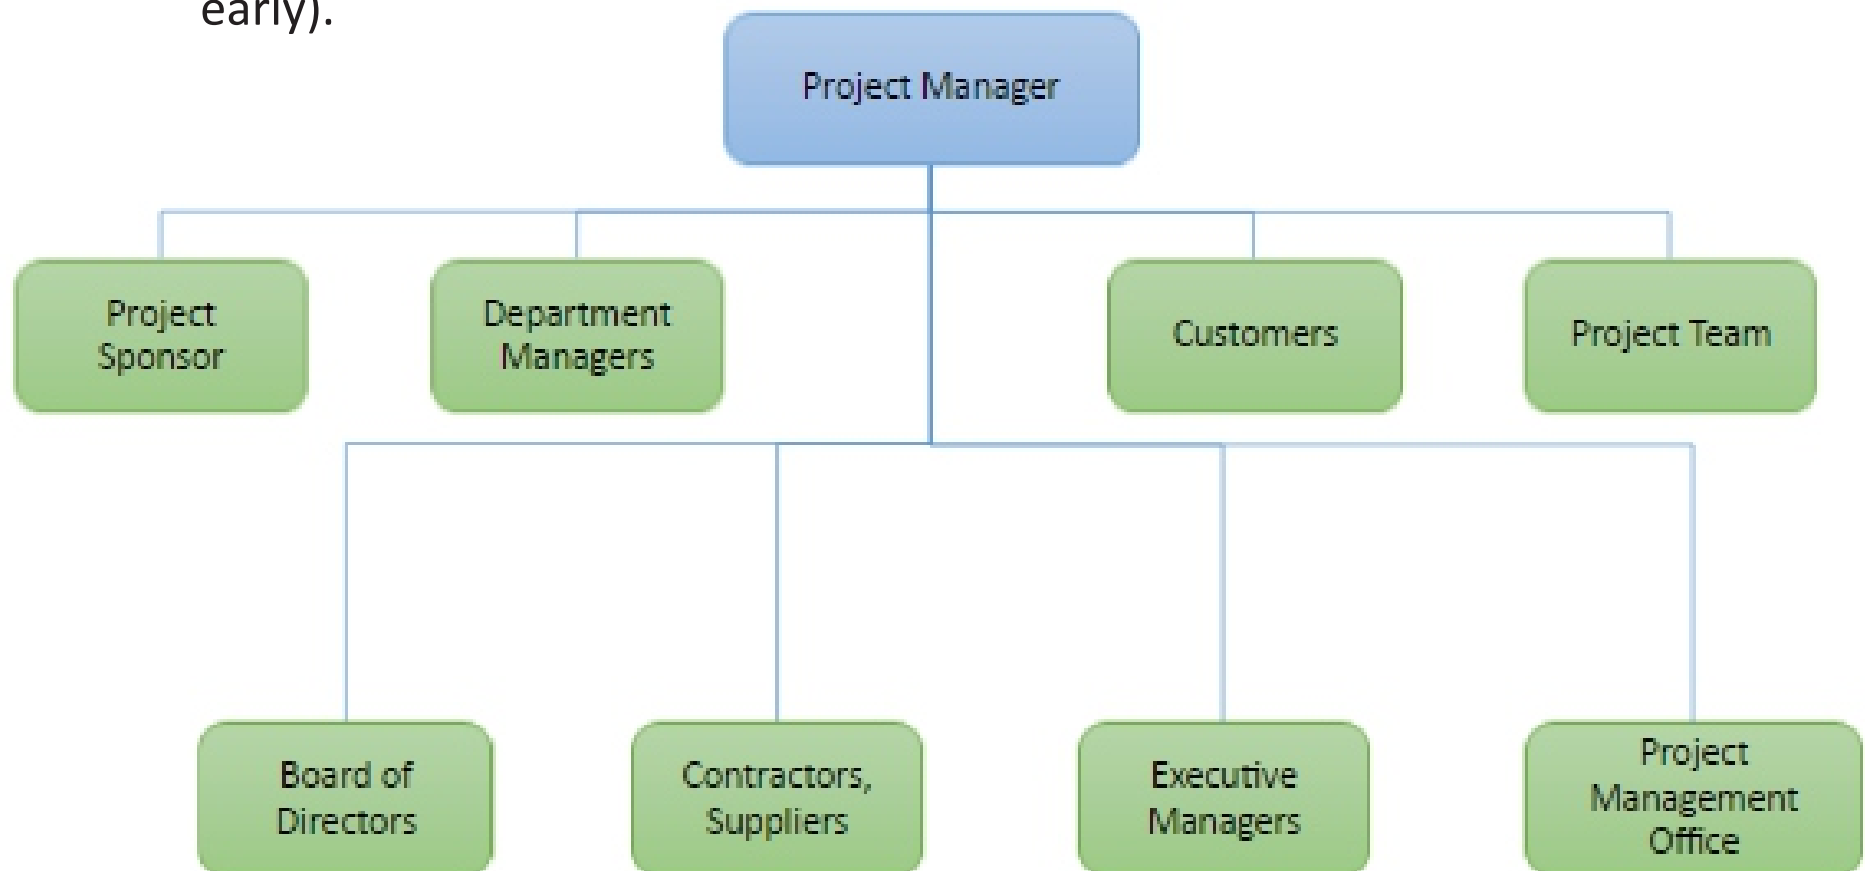 early).
Project Manager
Project
Sponsor
Department
Managers
Customers
Project Team
Board of
Directors
Contractors,
Suppliers
Executive
Managers
Project
Management
Office